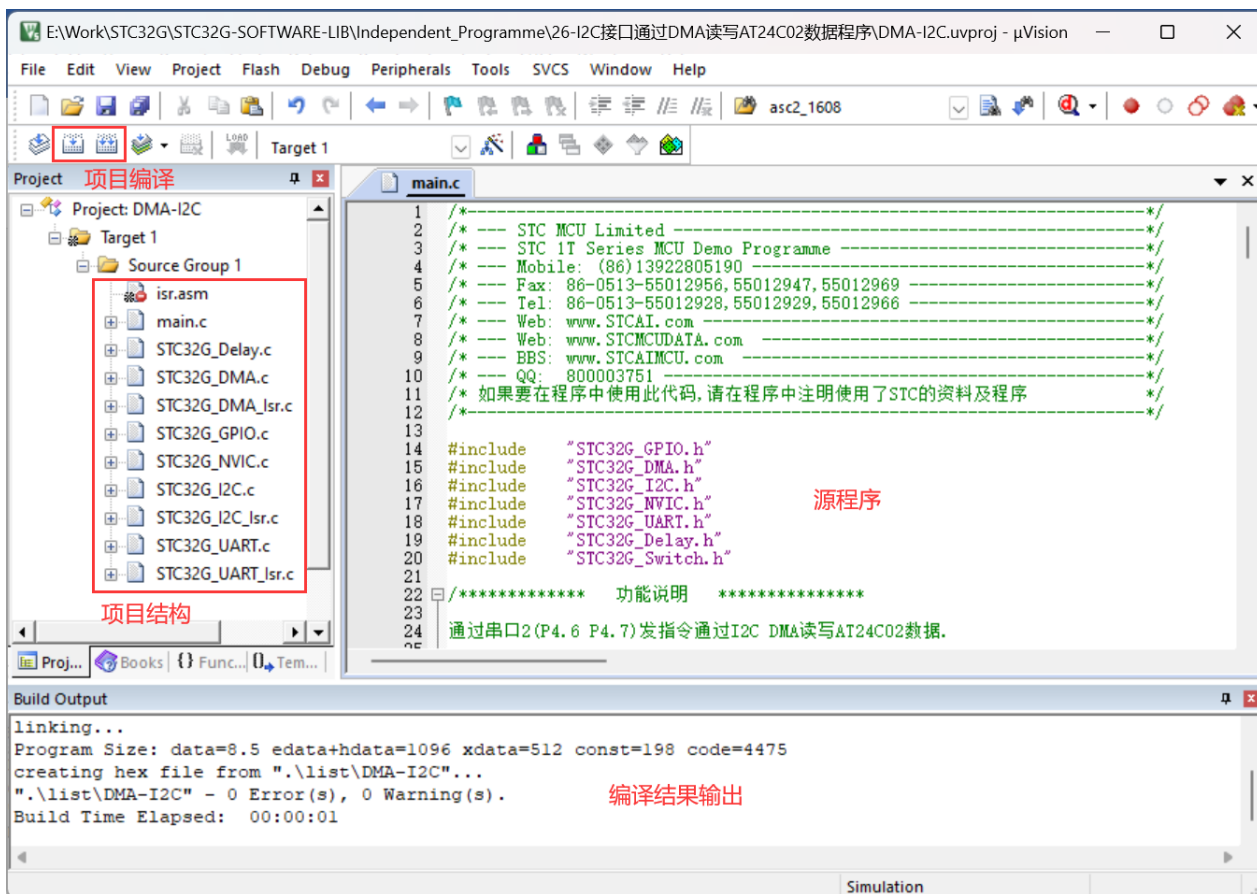 E:\Work\STC32G\STC32G-SOFTWARE-LIB\Independent_Programme\26-I2C接口通过DMA读写AT24C02数据程序\DMA-I2C.uvproj - µVision
File Edit View Project Flash Debug Peripherals Tools SVCS Window Help
asc2_1608
LOAD Target 1
Project 项目编译
main.c
Project: DMA-I2C
Target 1
Source Group 1
isr.asm
main.c
STC32G_Delay.c
STC32G_DMA.c
STC32G_DMA_Isr.c
STC32G_GPIO.c
STC32G_NVIC.c
STC32G_I2C.c
STC32G_I2C_Isr.c
STC32G_UART.c
STC32G_UART_Isr.c
项目结构
Proj... Books {} Func... Tem...
1 /*---------------------------------------------------------------------*/
2 /* --- STC MCU Limited ------------------------------------------------*/
3 /* --- STC 1T Series MCU Demo Programme -------------------------------*/
4 /* --- Mobile: (86)13922805190 ----------------------------------------*/
5 /* --- Fax: 86-0513-55012956,55012947,55012969 ------------------------*/
6 /* --- Tel: 86-0513-55012928,55012929,55012966 ------------------------*/
7 /* --- Web: www.STCAI.com ---------------------------------------------*/
8 /* --- Web: www.STCMCUDATA.com ---------------------------------------*/
9 /* --- BBS: www.STCAIMCU.com -----------------------------------------*/
10 /* --- QQ: 800003751 -------------------------------------------------*/
11 /* 如果要在程序中使用此代码,请在程序中注明使用了STC的资料及程序 */
12 /*---------------------------------------------------------------------*/
13
14 #include "STC32G_GPIO.h"
15 #include "STC32G_DMA.h"
16 #include "STC32G_I2C.h"
17 #include "STC32G_NVIC.h"
18 #include "STC32G_UART.h"
19 #include "STC32G_Delay.h"
20 #include "STC32G_Switch.h"
源程序
21
22 /************* 功能说明 ***************
23
24 通过串口2(P4.6 P4.7)发指令通过I2C DMA读写AT24C02数据.
25
Build Output
linking...
Program Size: data=8.5 edata+hdata=1096 xdata=512 const=198 code=4475
creating hex file from ".\list\DMA-I2C"...
".\list\DMA-I2C" - 0 Error(s), 0 Warning(s).
编译结果输出
Build Time Elapsed: 00:00:01
Simulation